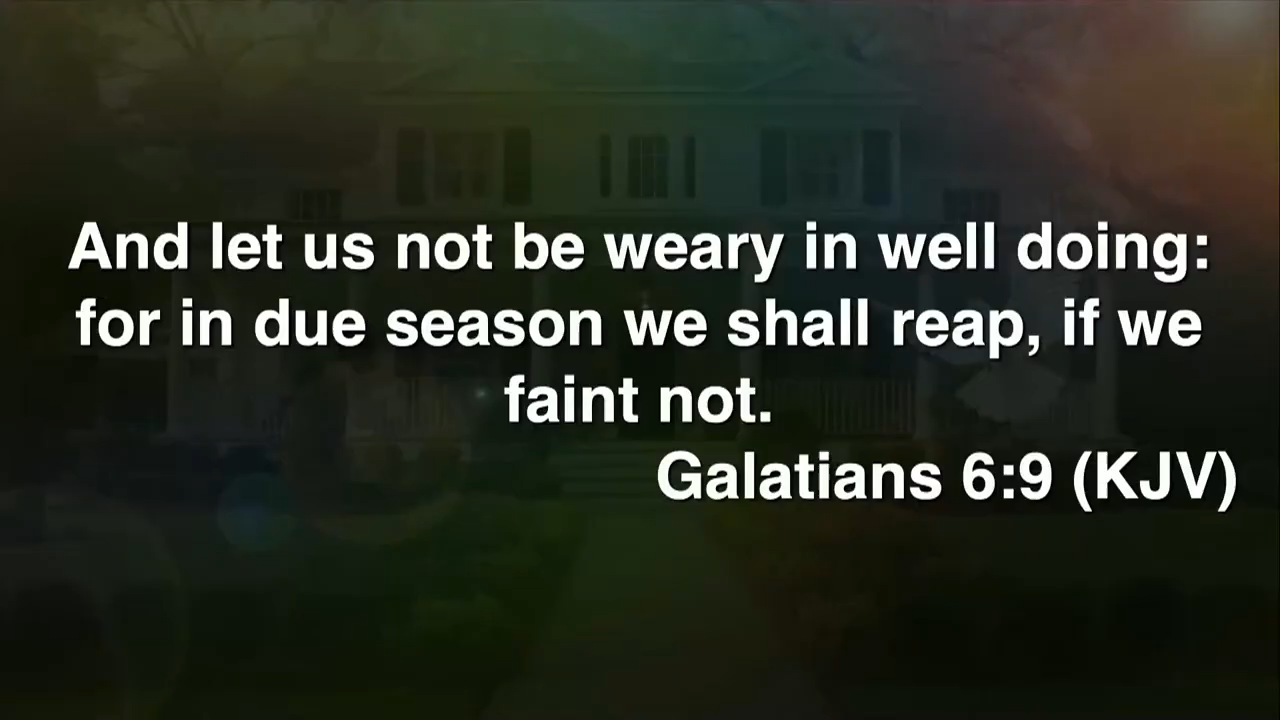 And let us not be weary in well doing:
for in due season we shall reap, if we
faint not.
Galatians 6:9 (KJV)